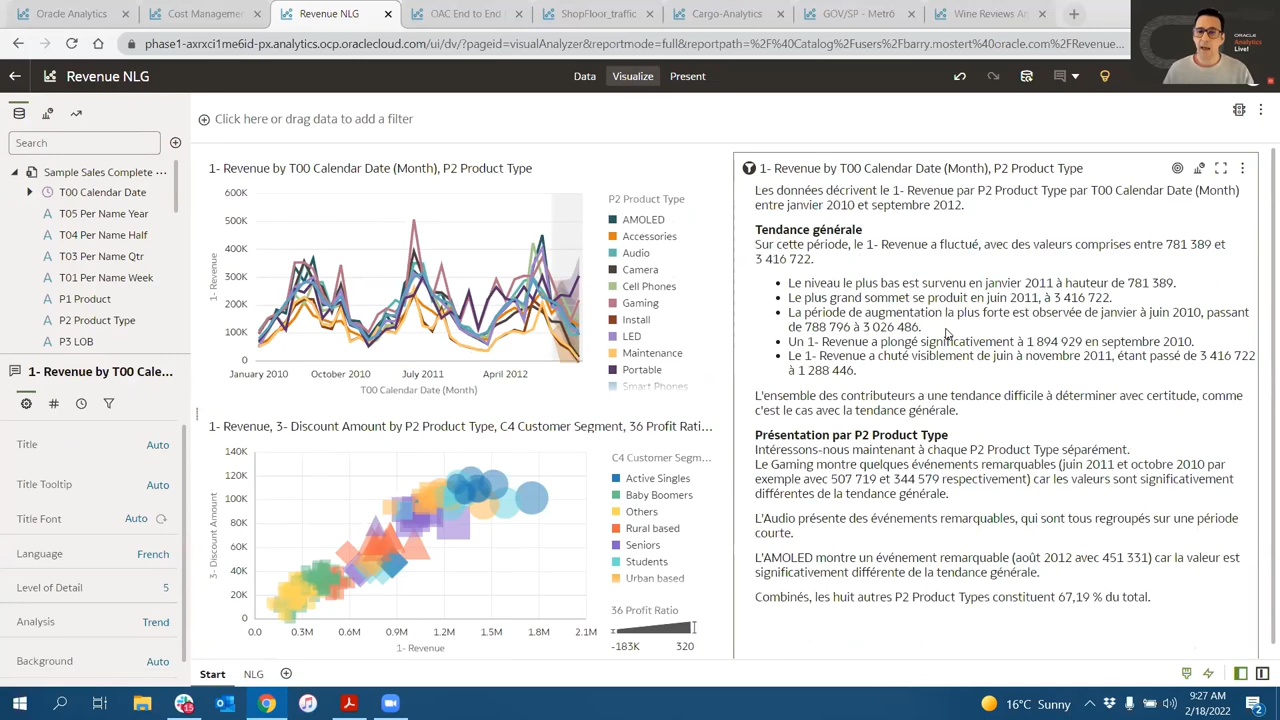 Oracle Analytics
Cost Managemen
Revenue NLG
OAC End to End
ShopFloor_traffic
Cargo-Analytics
GOV/SP - Metrô
Wine Reviews An
phase1-axrxci1me6id-px.analytics.ocp.oraclecloud.com/ui/dv/pages/visualAnalyzer&reportmode=full&reportpath=%2F%40Catalog%2Fusers%2Fbarry.mostert%40oracle.com%2FRevenue...
ORACLE
Analytics
Live!
Revenue NLG
Data
Visualize
Present
Click here or drag data to add a filter
Search
Sample Sales Complete ...
T00 Calendar Date
T05 Per Name Year
T04 Per Name Half
T03 Per Name Qtr
T01 Per Name Week
P1 Product
P2 Product Type
P3 LOB
1- Revenue by T00 Cale...
Title Auto
Title Tooltip Auto
Title Font Auto
Language French
Level of Detail 5
Analysis Trend
Background Auto
1- Revenue by T00 Calendar Date (Month), P2 Product Type
600K
500K
400K
300K
200K
100K
0
1- Revenue
January 2010 October 2010 July 2011 April 2012
T00 Calendar Date (Month)
P2 Product Type
AMOLED
Accessories
Audio
Camera
Cell Phones
Gaming
Install
LED
Maintenance
Portable
Smart Phones
1- Revenue, 3- Discount Amount by P2 Product Type, C4 Customer Segment, 36 Profit Rati...
140K
120K
100K
80K
60K
40K
20K
0
3- Discount Amount
0.0 0.3M 0.6M 0.9M 1.2M 1.5M 1.8M 2.1M
1- Revenue
C4 Customer Segm...
Active Singles
Baby Boomers
Others
Rural based
Seniors
Students
Urban based
36 Profit Ratio
-183K 320
1- Revenue by T00 Calendar Date (Month), P2 Product Type
Les données décrivent le 1- Revenue par P2 Product Type par T00 Calendar Date (Month)
entre janvier 2010 et septembre 2012.
Tendance générale
Sur cette période, le 1- Revenue a fluctué, avec des valeurs comprises entre 781 389 et
3 416 722.
• Le niveau le plus bas est survenu en janvier 2011 à hauteur de 781 389.
• Le plus grand sommet se produit en juin 2011, à 3 416 722.
• La période de augmentation la plus forte est observée de janvier à juin 2010, passant
de 788 796 à 3 026 486.
• Un 1- Revenue a plongé significativement à 1 894 929 en septembre 2010.
• Le 1- Revenue a chuté visiblement de juin à novembre 2011, étant passé de 3 416 722
à 1 288 446.
L'ensemble des contributeurs a une tendance difficile à déterminer avec certitude, comme
c'est le cas avec la tendance générale.
Présentation par P2 Product Type
Intéressons-nous maintenant à chaque P2 Product Type séparément.
Le Gaming montre quelques événements remarquables (juin 2011 et octobre 2010 par
exemple avec 507 719 et 344 579 respectivement) car les valeurs sont significativement
différentes de la tendance générale.
L'Audio présente des événements remarquables, qui sont tous regroupés sur une période
courte.
L'AMOLED montre un événement remarquable (août 2012 avec 451 331) car la valeur est
significativement différente de la tendance générale.
Combinés, les huit autres P2 Product Types constituent 67,19 % du total.
Start
NLG
16°C Sunny
9:27 AM
2/18/2022
2